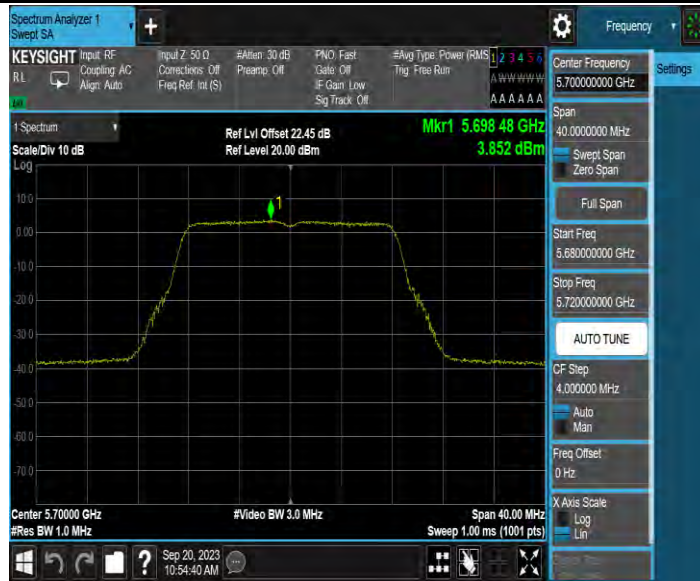 Spectrum Analyzer 1
Swept SA
+
Frequency
KEYSIGHT
RL
Input: RF
Coupling: AC
Align: Auto
Input Z: 50 Ω
Corrections: Off
Freq Ref: Int (S)
#Atten: 30 dB
Preamp: Off
PNO: Fast
Gate: Off
IF Gain: Low
Sig Track: Off
#Avg Type: Power (RMS
Trig: Free Run
1 2 3 4 5 6
A W W W W W
A A A A A A
1 Spectrum
Scale/Div 10 dB
Log
Ref Lvl Offset 22.45 dB
Ref Level 20.00 dBm
Mkr1 5.698 48 GHz
3.852 dBm
1
10.0
0.00
-10.0
-20.0
-30.0
-40.0
-50.0
-60.0
-70.0
Center 5.70000 GHz
#Res BW 1.0 MHz
#Video BW 3.0 MHz
Span 40.00 MHz
Sweep 1.00 ms (1001 pts)
?
Sep 20, 2023
10:54:40 AM
Center Frequency
5.700000000 GHz
Settings
Span
40.0000000 MHz
Swept Span
Zero Span
Full Span
Start Freq
5.680000000 GHz
Stop Freq
5.720000000 GHz
AUTO TUNE
CF Step
4.000000 MHz
Auto
Man
Freq Offset
0 Hz
X Axis Scale
Log
Lin